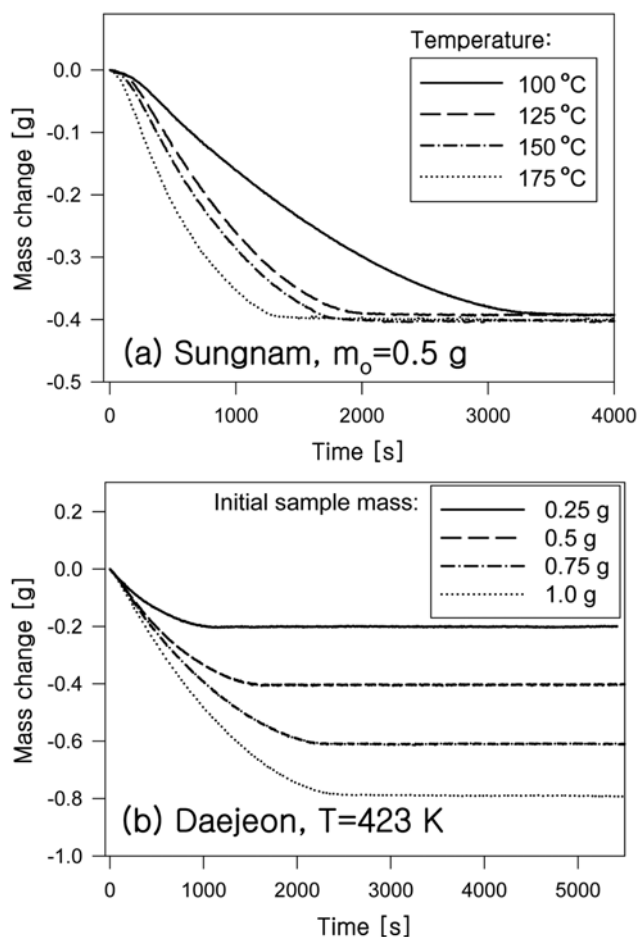 Temperature:
100 °C
125 °C
150 °C
175 °C
0.0
-0.1
-0.2
-0.3
-0.4
-0.5
Mass change [g]
(a) Sungnam, mo=0.5 g
0
1000
2000
3000
4000
Time [s]
Initial sample mass:
0.25 g
0.5 g
0.75 g
1.0 g
0.2
0.0
-0.2
-0.4
-0.6
-0.8
-1.0
Mass change [g]
(b) Daejeon, T=423 K
0
1000
2000
3000
4000
5000
Time [s]